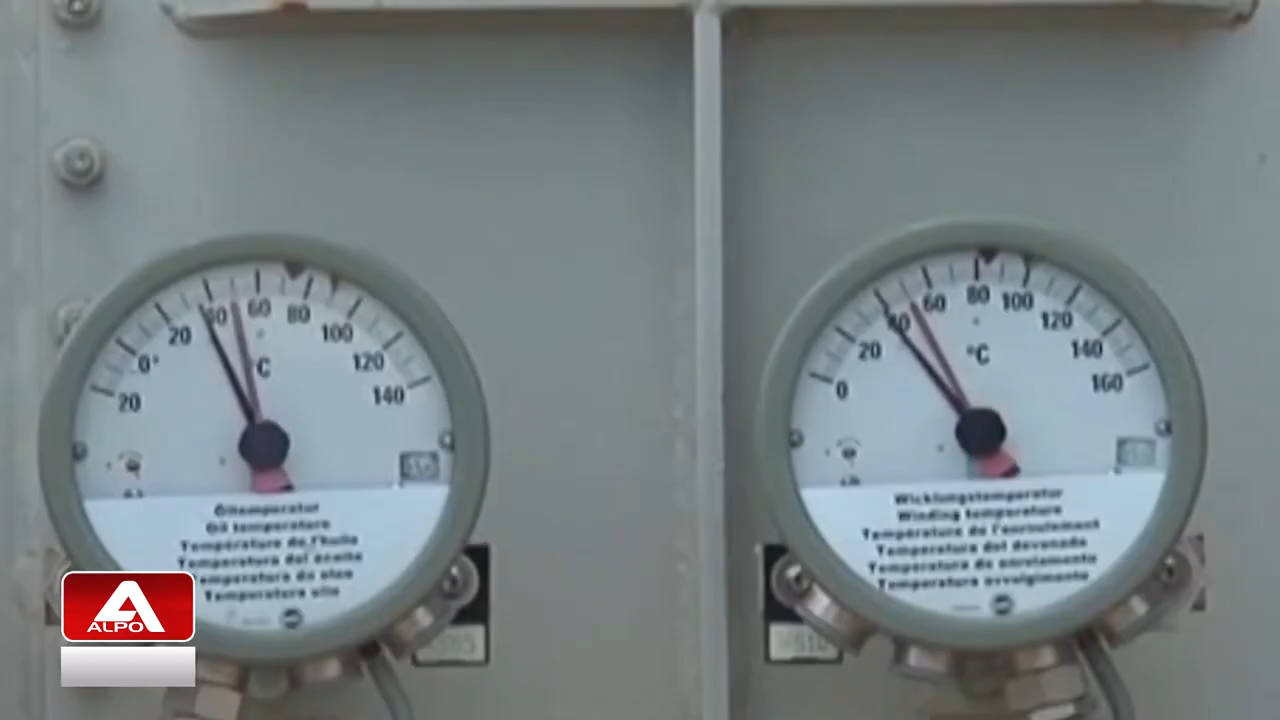 20 0° 20 40 60 80 100 120 140
°C
Öltemperatur
Oil temperature
Température de l'huile
Temperatura del aceite
Temperatura do oleo
Temperatura olio
0 20 40 60 80 100 120 140 160
°C
Wicklungstemperatur
Winding temperature
Température de l'enroulement
Temperatura del devanado
Temperatura do enrolamento
Temperatura avvolgimento
ALPO